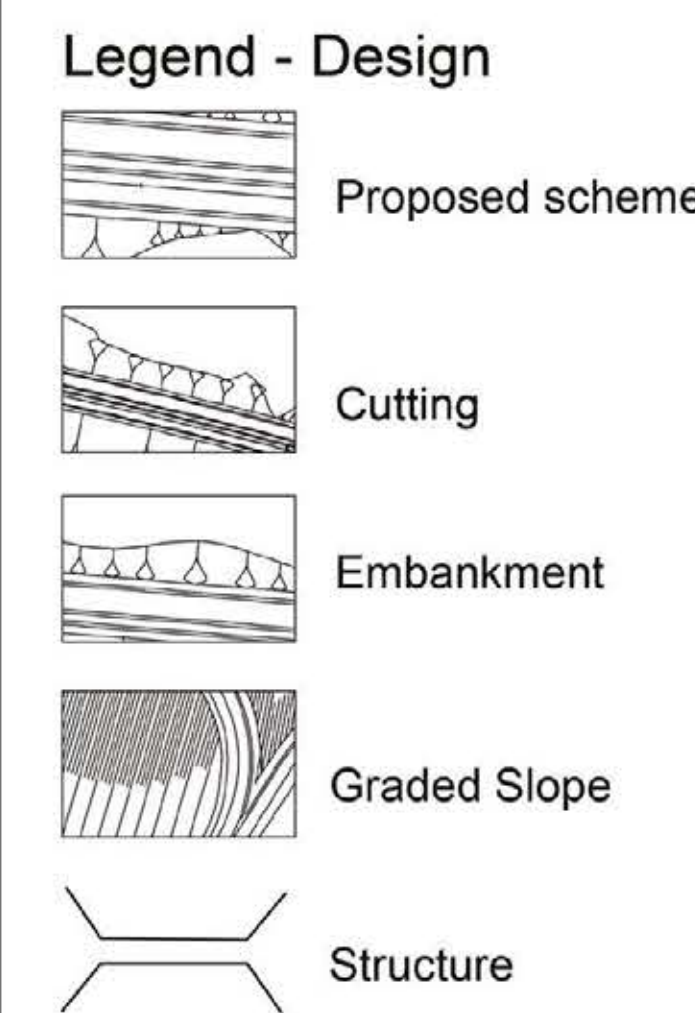 Legend - Design
Proposed scheme
Cutting
Embankment
Graded Slope
Structure